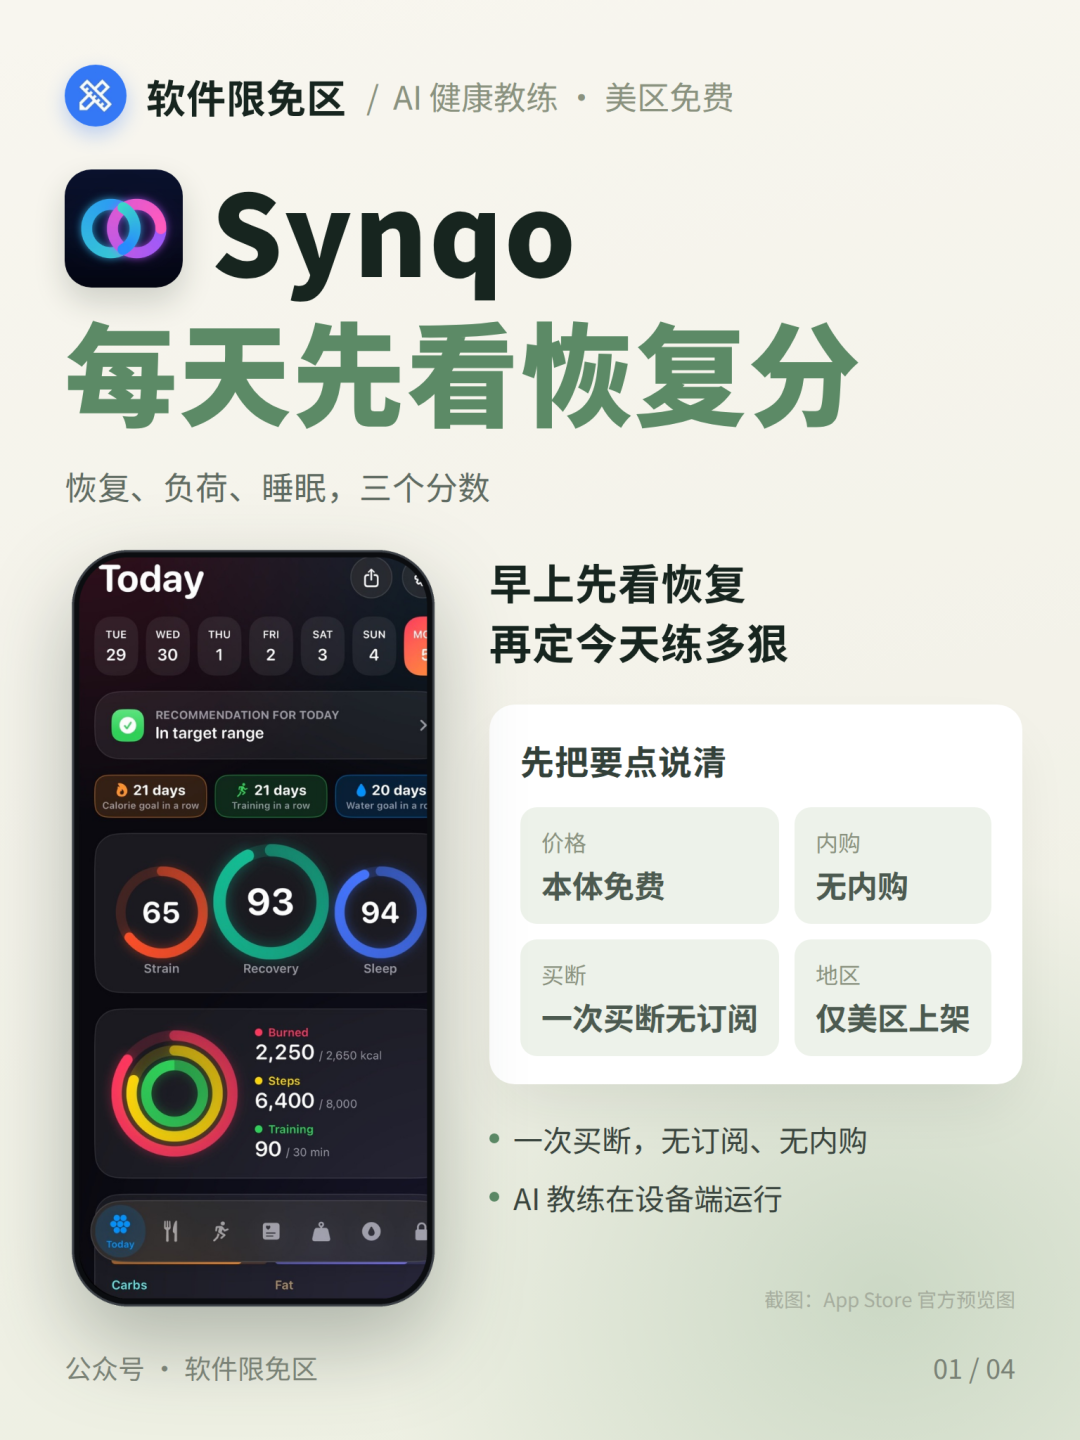 软件限免区 / AI 健康教练 · 美区免费
Synqo
每天先看恢复分
恢复、负荷、睡眠，三个分数
Today
TUE WED THU FRI SAT SUN
29 30 1 2 3 4
RECOMMENDATION FOR TODAY
In target range
21 days 21 days 20 days
Calorie goal in a row Training in a row Water goal in a
65 93 94
Strain Recovery Sleep
Burned
2,250 / 2,650 kcal
Steps
6,400 / 8,000
Training
90 / 30 min
Today
Carbs Fat
早上先看恢复
再定今天练多狠
先把要点说清
价格 内购
本体免费 无内购
买断 地区
一次买断无订阅 仅美区上架
• 一次买断，无订阅、无内购
• AI 教练在设备端运行
截图：App Store 官方预览图
公众号 · 软件限免区
01 / 04